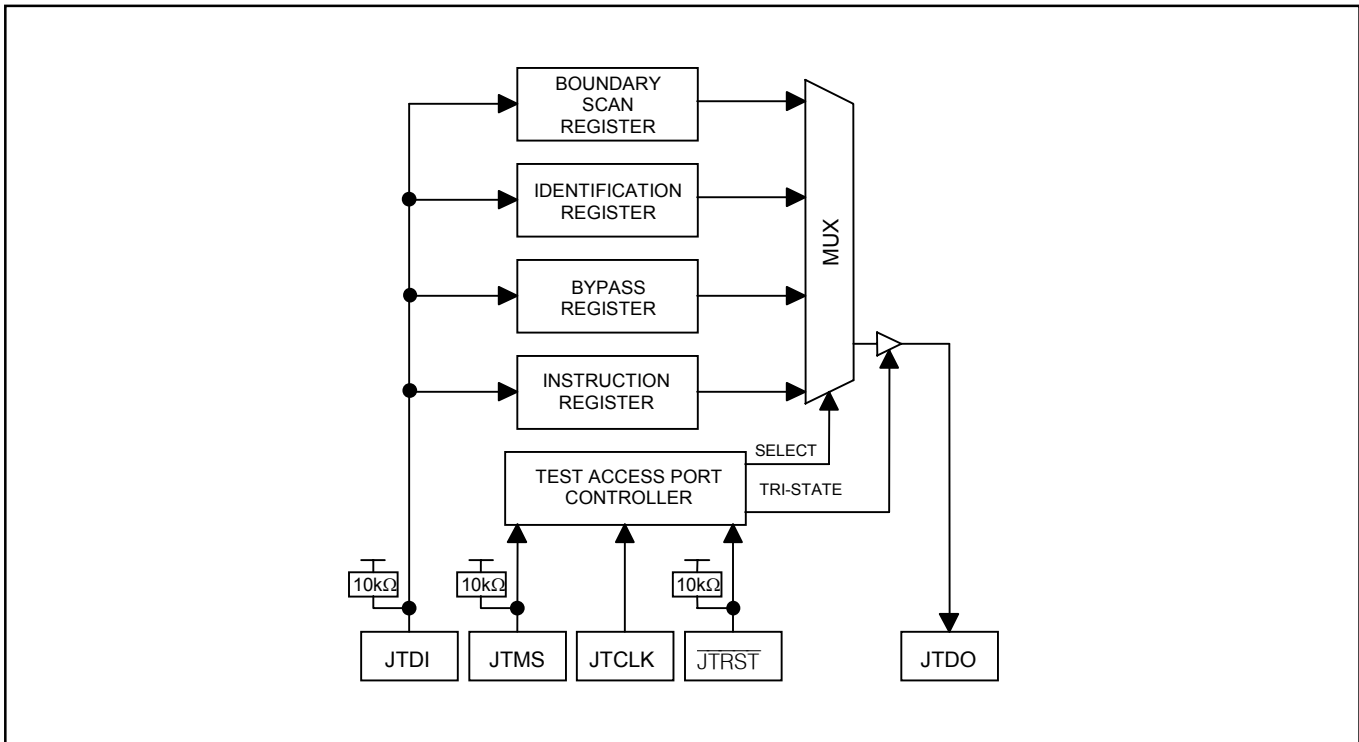 BOUNDARY
SCAN
REGISTER
IDENTIFICATION
REGISTER
MUX
BYPASS
REGISTER
INSTRUCTION
REGISTER
SELECT
TEST ACCESS PORT
CONTROLLER
TRI-STATE
10kΩ
10kΩ
10kΩ
JTDI
JTMS
JTCLK
J̅T̅R̅S̅T̅
JTDO